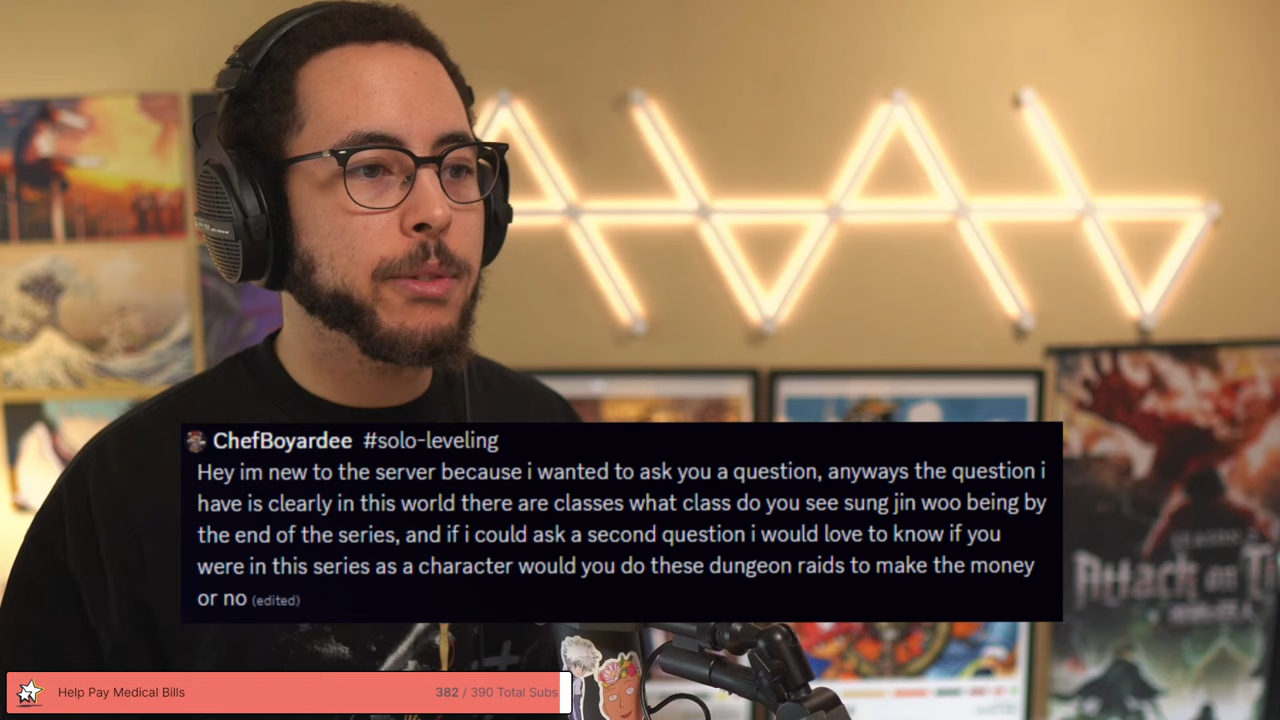 ChefBoyardee #solo-leveling
Hey im new to the server because i wanted to ask you a question, anyways the question i
have is clearly in this world there are classes what class do you see sung jin woo being by
the end of the series, and if i could ask a second question i would love to know if you
were in this series as a character would you do these dungeon raids to make the money
or no (edited)
Attack on Ti
Help Pay Medical Bills 382 / 390 Total Subs